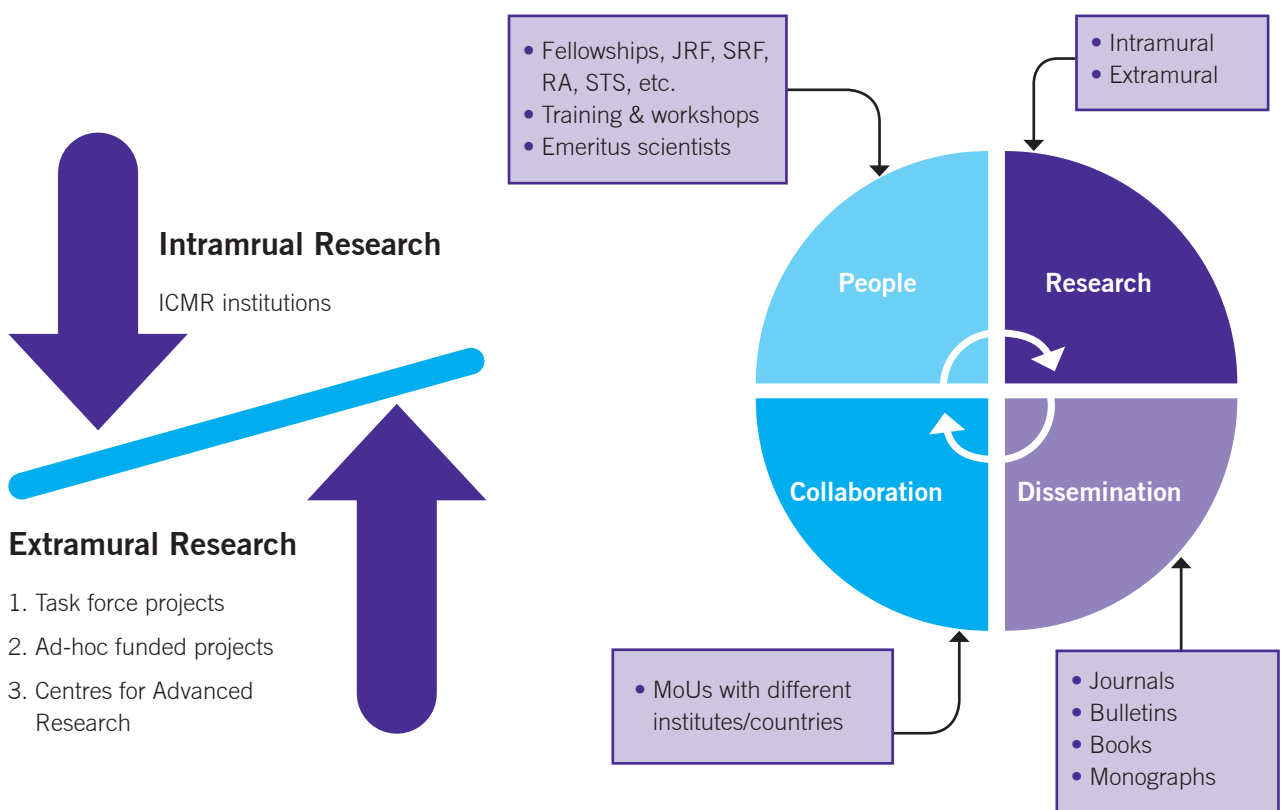 Intramrual Research
ICMR institutions
Extramural Research
1. Task force projects
2. Ad-hoc funded projects
3. Centres for Advanced
Research
• Fellowships, JRF, SRF,
RA, STS, etc.
• Training & workshops
• Emeritus scientists
• Intramural
• Extramural
People
Research
Collaboration
Dissemination
• MoUs with different
institutes/countries
• Journals
• Bulletins
• Books
• Monographs